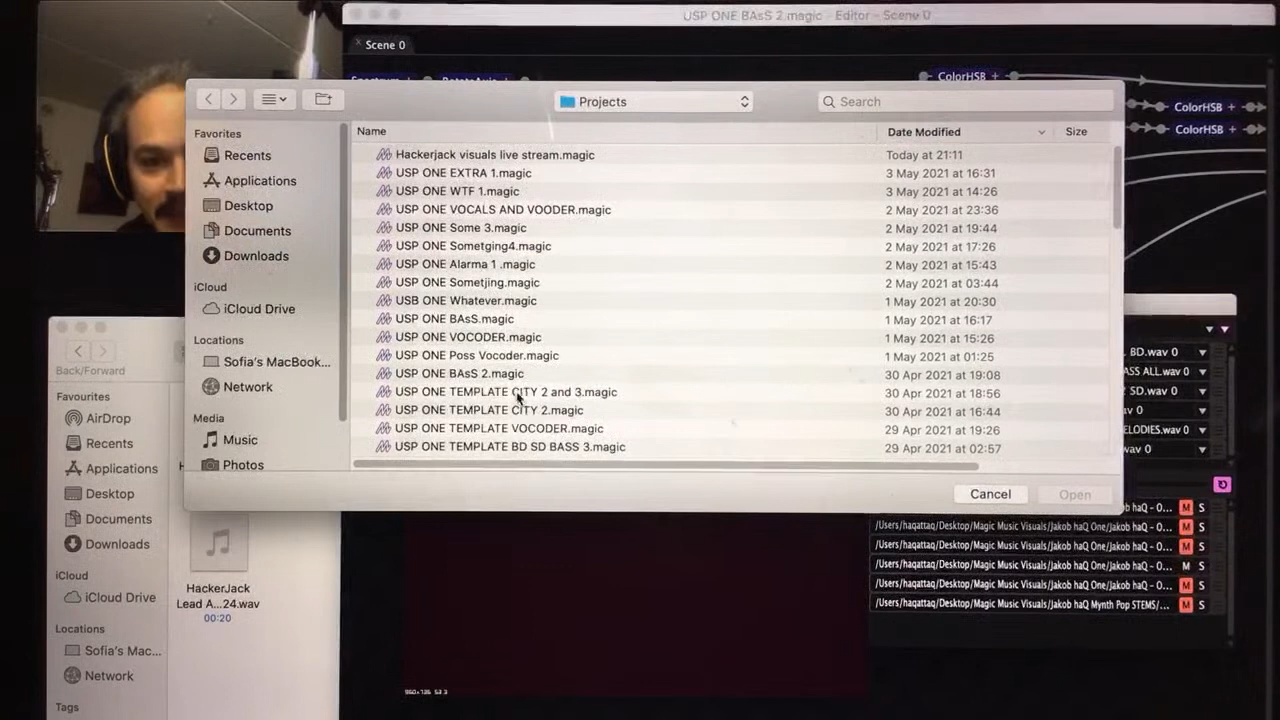 USP ONE BAsS 2.magic - Editor - Scene 0
Scene 0
ColorHSB +
ColorHSB +
ColorHSB +
Projects
Search
Favorites
Recents
Applications
Desktop
Documents
Downloads
iCloud
iCloud Drive
Locations
Sofia's MacBook...
Network
Media
Music
Photos
Name
Date Modified
Size
Hackerjack visuals live stream.magic Today at 21:11
USP ONE EXTRA 1.magic 3 May 2021 at 16:31
USP ONE WTF 1.magic 3 May 2021 at 14:26
USP ONE VOCALS AND VOODER.magic 2 May 2021 at 23:36
USP ONE Some 3.magic 2 May 2021 at 19:44
USP ONE Sometging4.magic 2 May 2021 at 17:26
USP ONE Alarma 1 .magic 2 May 2021 at 15:43
USP ONE Sometjing.magic 2 May 2021 at 03:44
USB ONE Whatever.magic 1 May 2021 at 20:30
USP ONE BAsS.magic 1 May 2021 at 16:17
USP ONE VOCODER.magic 1 May 2021 at 15:26
USP ONE Poss Vocoder.magic 1 May 2021 at 01:25
USP ONE BAsS 2.magic 30 Apr 2021 at 19:08
USP ONE TEMPLATE CITY 2 and 3.magic 30 Apr 2021 at 18:56
USP ONE TEMPLATE CITY 2.magic 30 Apr 2021 at 16:44
USP ONE TEMPLATE VOCODER.magic 29 Apr 2021 at 19:26
USP ONE TEMPLATE BD SD BASS 3.magic 29 Apr 2021 at 02:57
Cancel
Open
Back/Forward
Favourites
AirDrop
Recents
Applications
Desktop
Documents
Downloads
iCloud
iCloud Drive
Locations
Sofia's Mac...
Network
Tags
HackerJack
Lead A...24.wav
00:20
BD.wav 0
ASS ALL.wav 0
SD.wav 0
ELODIES.wav 0
wav 0
haqattaq/Desktop/Magic Music Visuals/Jakob haQ One/Jakob haQ - O... M S
/Users/haqattaq/Desktop/Magic Music Visuals/Jakob haQ One/Jakob haQ - O... M S
/Users/haqattaq/Desktop/Magic Music Visuals/Jakob haQ One/Jakob haQ - O... M S
/Users/haqattaq/Desktop/Magic Music Visuals/Jakob haQ One/Jakob haQ - O... M S
/Users/haqattaq/Desktop/Magic Music Visuals/Jakob haQ One/Jakob haQ - O... M S
/Users/haqattaq/Desktop/Magic Music Visuals/Jakob haQ Mynth Pop STEMS/... M S